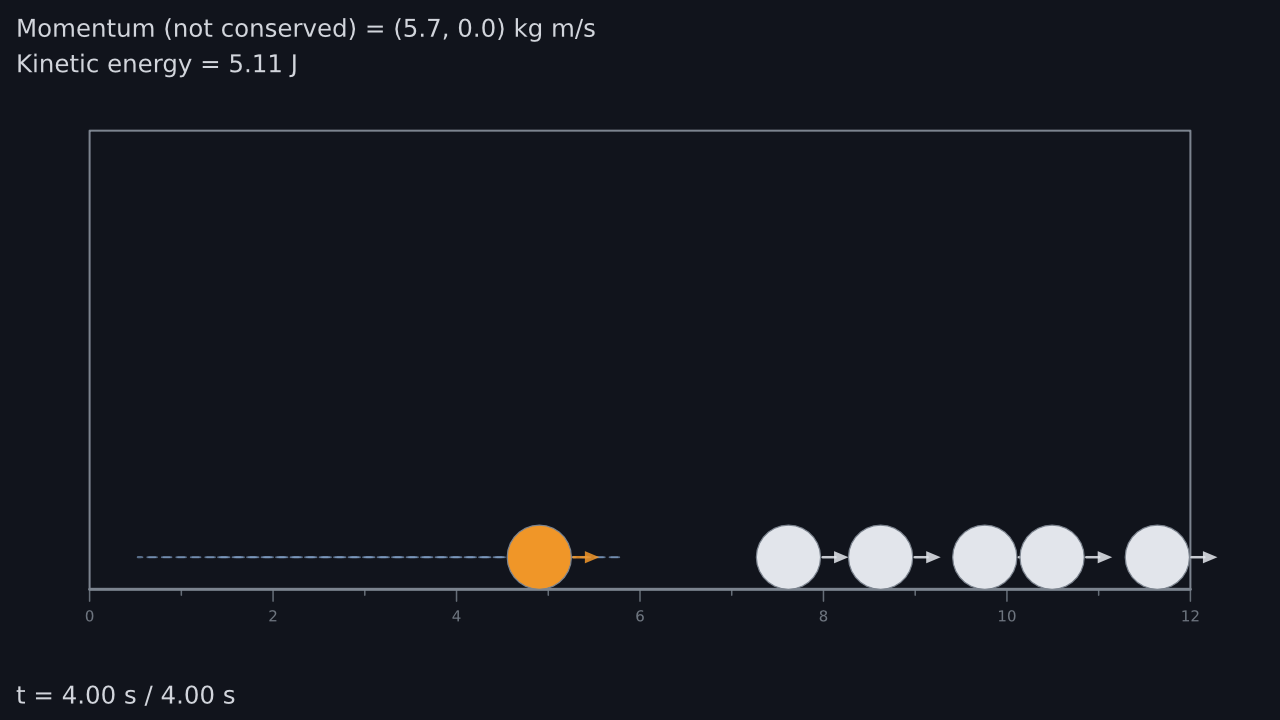 Momentum (not conserved) = (5.7, 0.0) kg m/s
Kinetic energy = 5.11 J
0 2 4 6 8 10 12
t = 4.00 s / 4.00 s